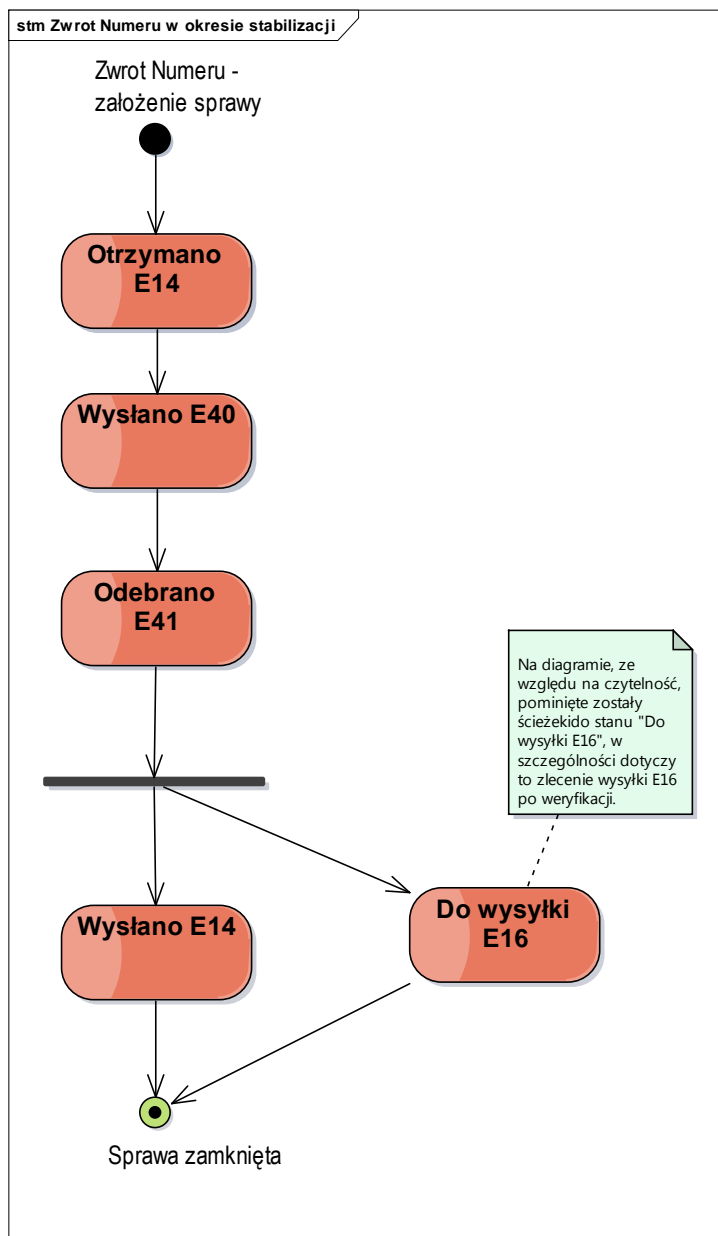 stm Zwrot Numeru w okresie stabilizacji
Zwrot Numeru -
założenie sprawy
Otrzymano
E14
Wysłano E40
Odebrano
E41
Na diagramie, ze
względu na czytelność,
pominięte zostały
ścieżekido stanu "Do
wysyłki E16", w
szczególności dotyczy
to zlecenie wysyłki E16
po weryfikacji.
Wysłano E14
Do wysyłki
E16
Sprawa zamknięta